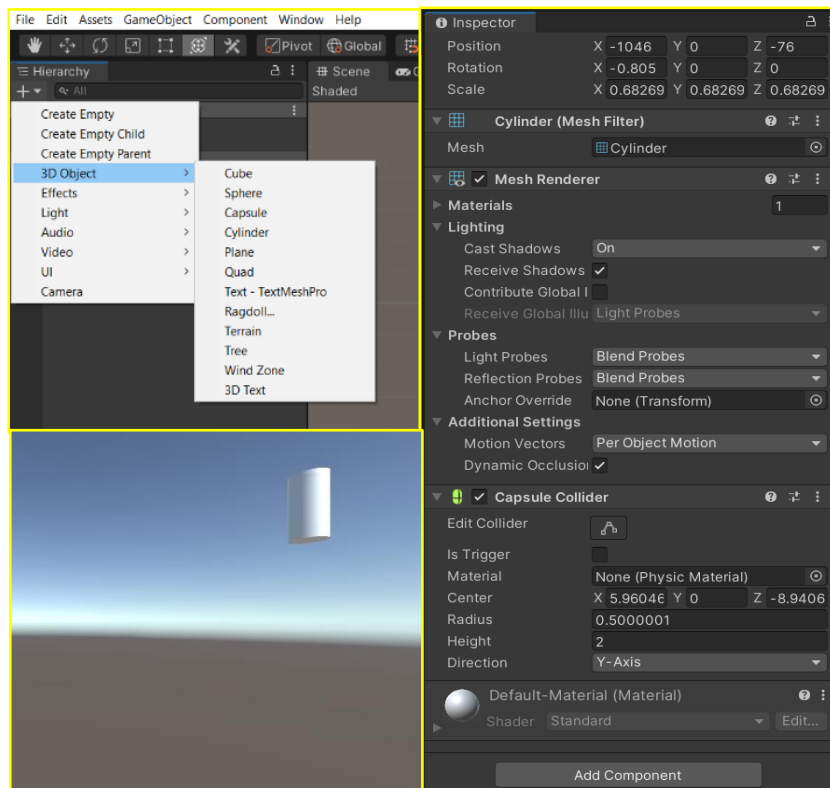 File Edit Assets GameObject Component Window Help
Pivot Global
Hierarchy Scene
All Shaded
Create Empty
Create Empty Child
Create Empty Parent
3D Object
Effects
Light
Audio
Video
UI
Camera
Cube
Sphere
Capsule
Cylinder
Plane
Quad
Text - TextMeshPro
Ragdoll...
Terrain
Tree
Wind Zone
3D Text
Inspector
Position X -1046 Y 0 Z -76
Rotation X -0.805 Y 0 Z 0
Scale X 0.68269 Y 0.68269 Z 0.68269
Cylinder (Mesh Filter)
Mesh Cylinder
Mesh Renderer
Materials 1
Lighting
Cast Shadows On
Receive Shadows
Contribute Global I
Receive Global Illu Light Probes
Probes
Light Probes Blend Probes
Reflection Probes Blend Probes
Anchor Override None (Transform)
Additional Settings
Motion Vectors Per Object Motion
Dynamic Occlusio
Capsule Collider
Edit Collider
Is Trigger
Material None (Physic Material)
Center X 5.96046 Y 0 Z -8.9406
Radius 0.5000001
Height 2
Direction Y-Axis
Default-Material (Material)
Shader Standard Edit...
Add Component